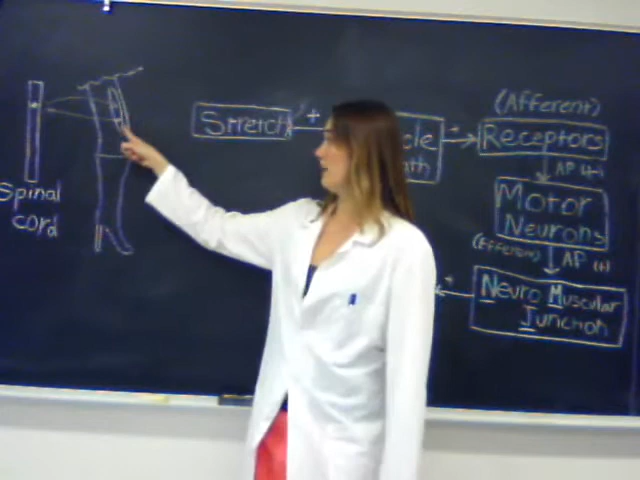 Spinal
cord
Stretch
+
cle
th
+
(Afferent)
Receptors
AP (+)
Motor
Neurons
(Efferent)
AP (+)
+
Neuro Muscular
Junction